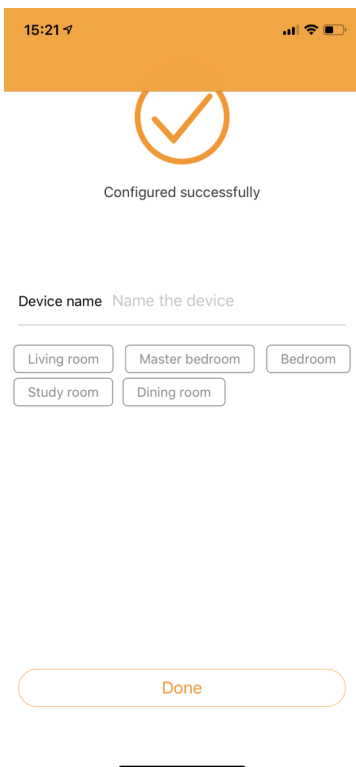 15:21
Configured successfully
Device name Name the device
Living room Master bedroom Bedroom
Study room Dining room
Done